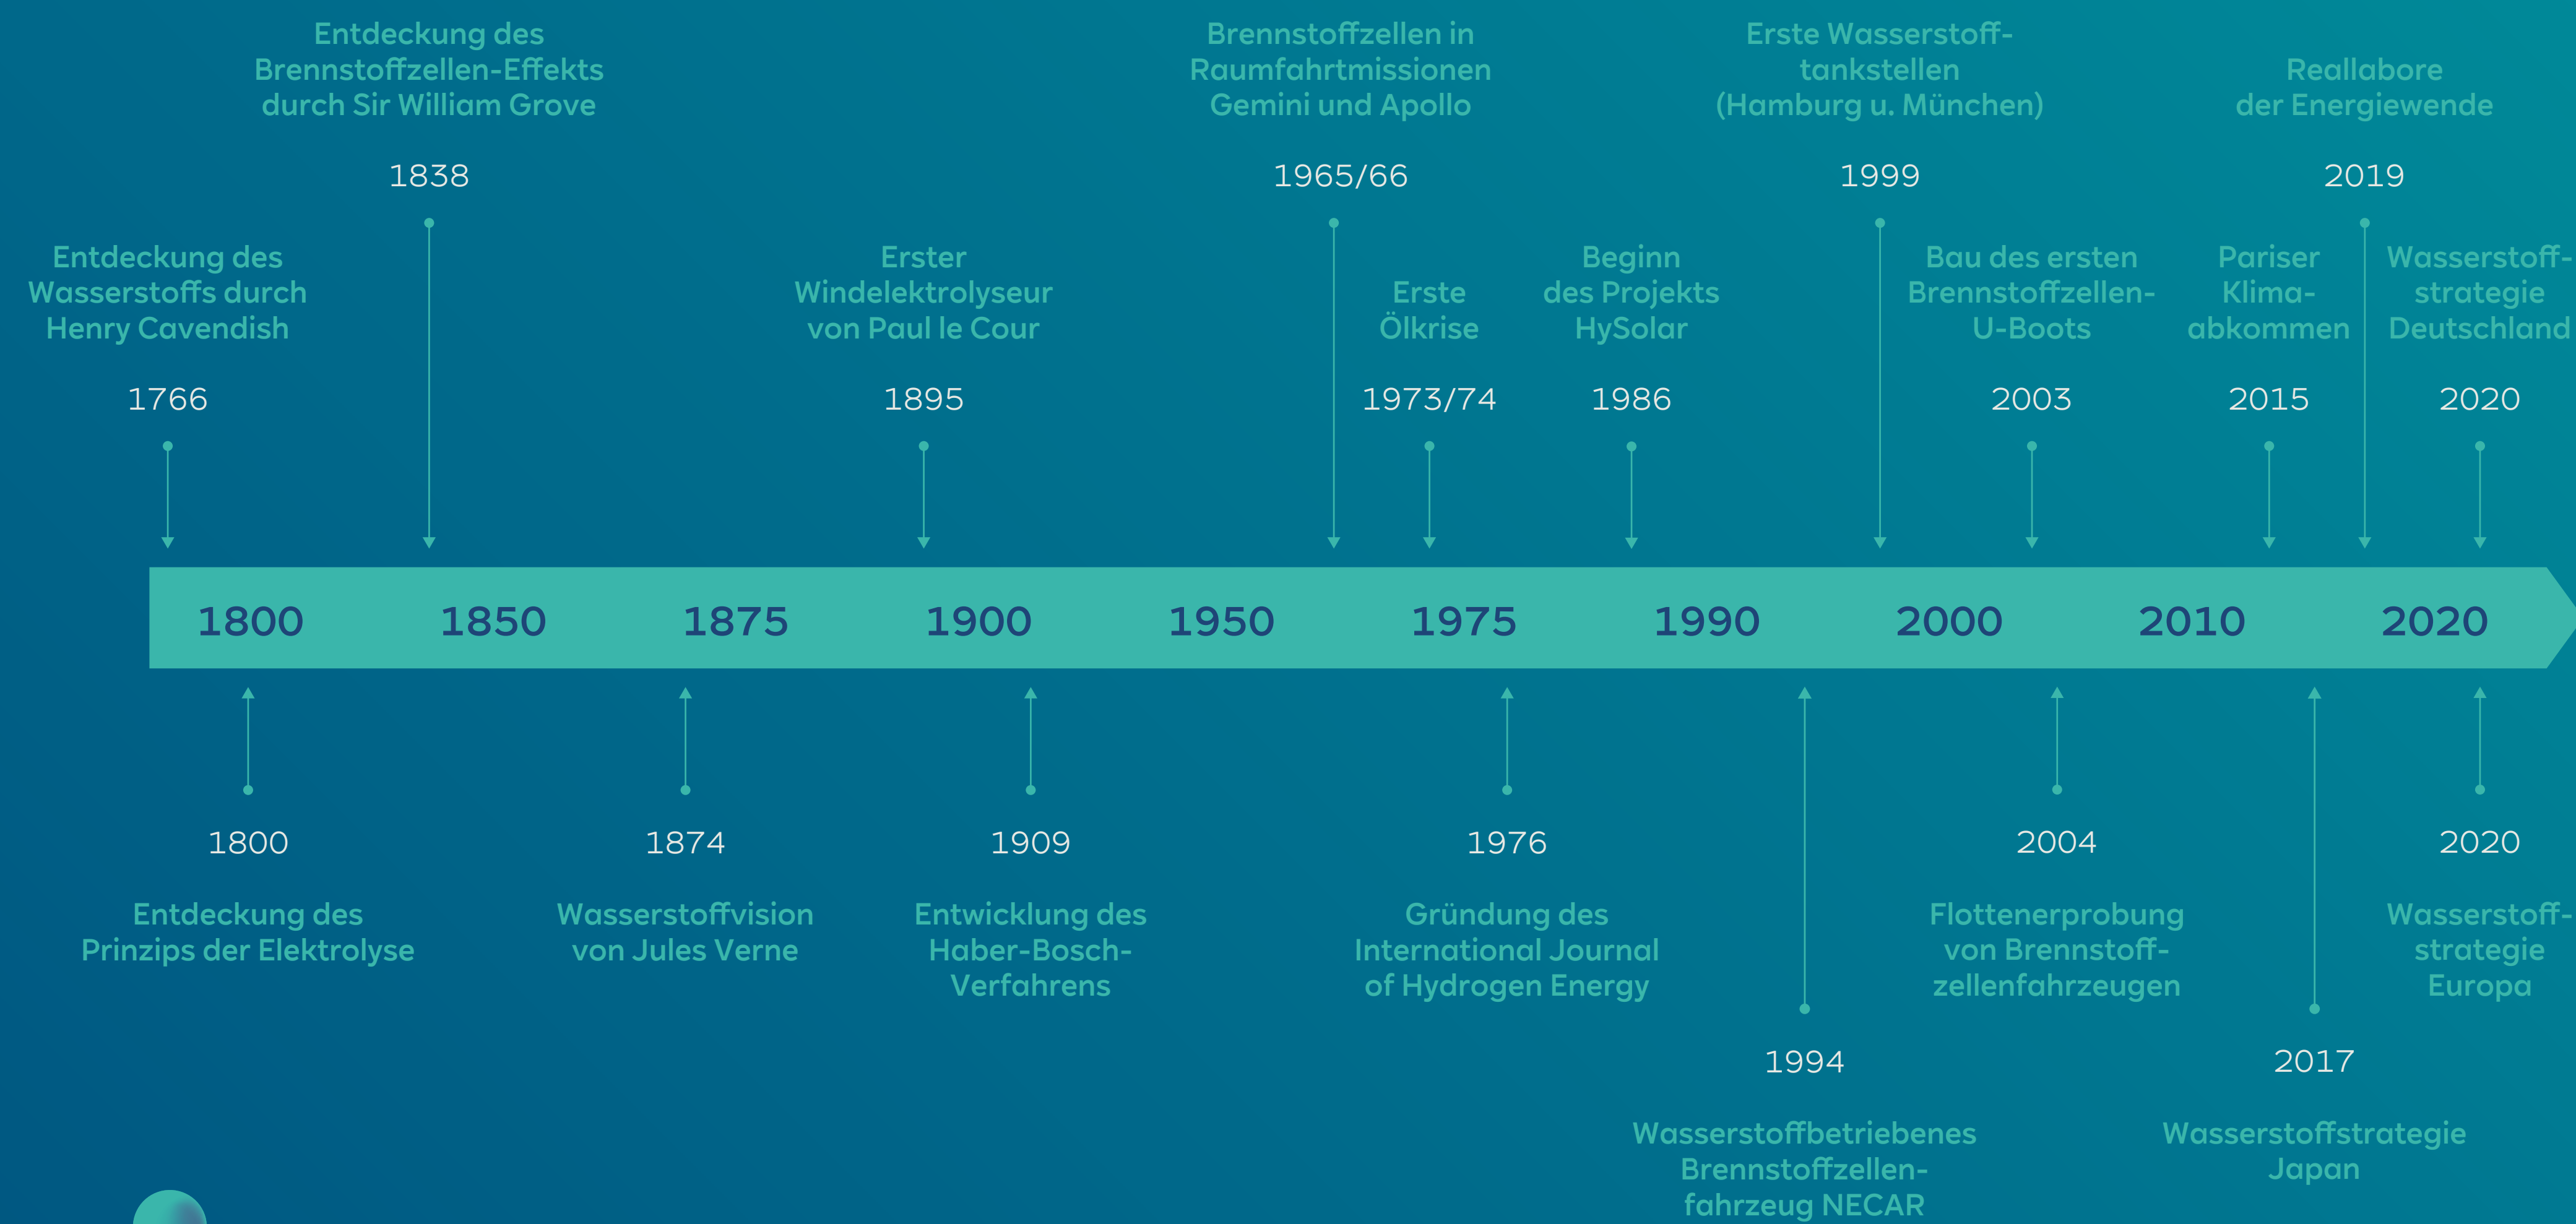 Entdeckung des
Brennstoffzellen-Effekts
durch Sir William Grove
1838
Brennstoffzellen in
Raumfahrtmissionen
Gemini und Apollo
1965/66
Erste Wasserstoff-
tankstellen
(Hamburg u. München)
1999
Reallabore
der Energiewende
2019
Entdeckung des
Wasserstoffs durch
Henry Cavendish
1766
Erster
Windelektrolyseur
von Paul le Cour
1895
Erste
Ölkrise
1973/74
Beginn
des Projekts
HySolar
1986
Bau des ersten
Brennstoffzellen-
U-Boots
2003
Pariser
Klima-
abkommen
2015
Wasserstoff-
strategie
Deutschland
2020
1800 1850 1875 1900 1950 1975 1990 2000 2010 2020
1800
Entdeckung des
Prinzips der Elektrolyse
1874
Wasserstoffvision
von Jules Verne
1909
Entwicklung des
Haber-Bosch-
Verfahrens
1976
Gründung des
International Journal
of Hydrogen Energy
2004
Flottenerprobung
von Brennstoff-
zellenfahrzeugen
2020
Wasserstoff-
strategie
Europa
1994
Wasserstoffbetriebenes
Brennstoffzellen-
fahrzeug NECAR
2017
Wasserstoffstrategie
Japan